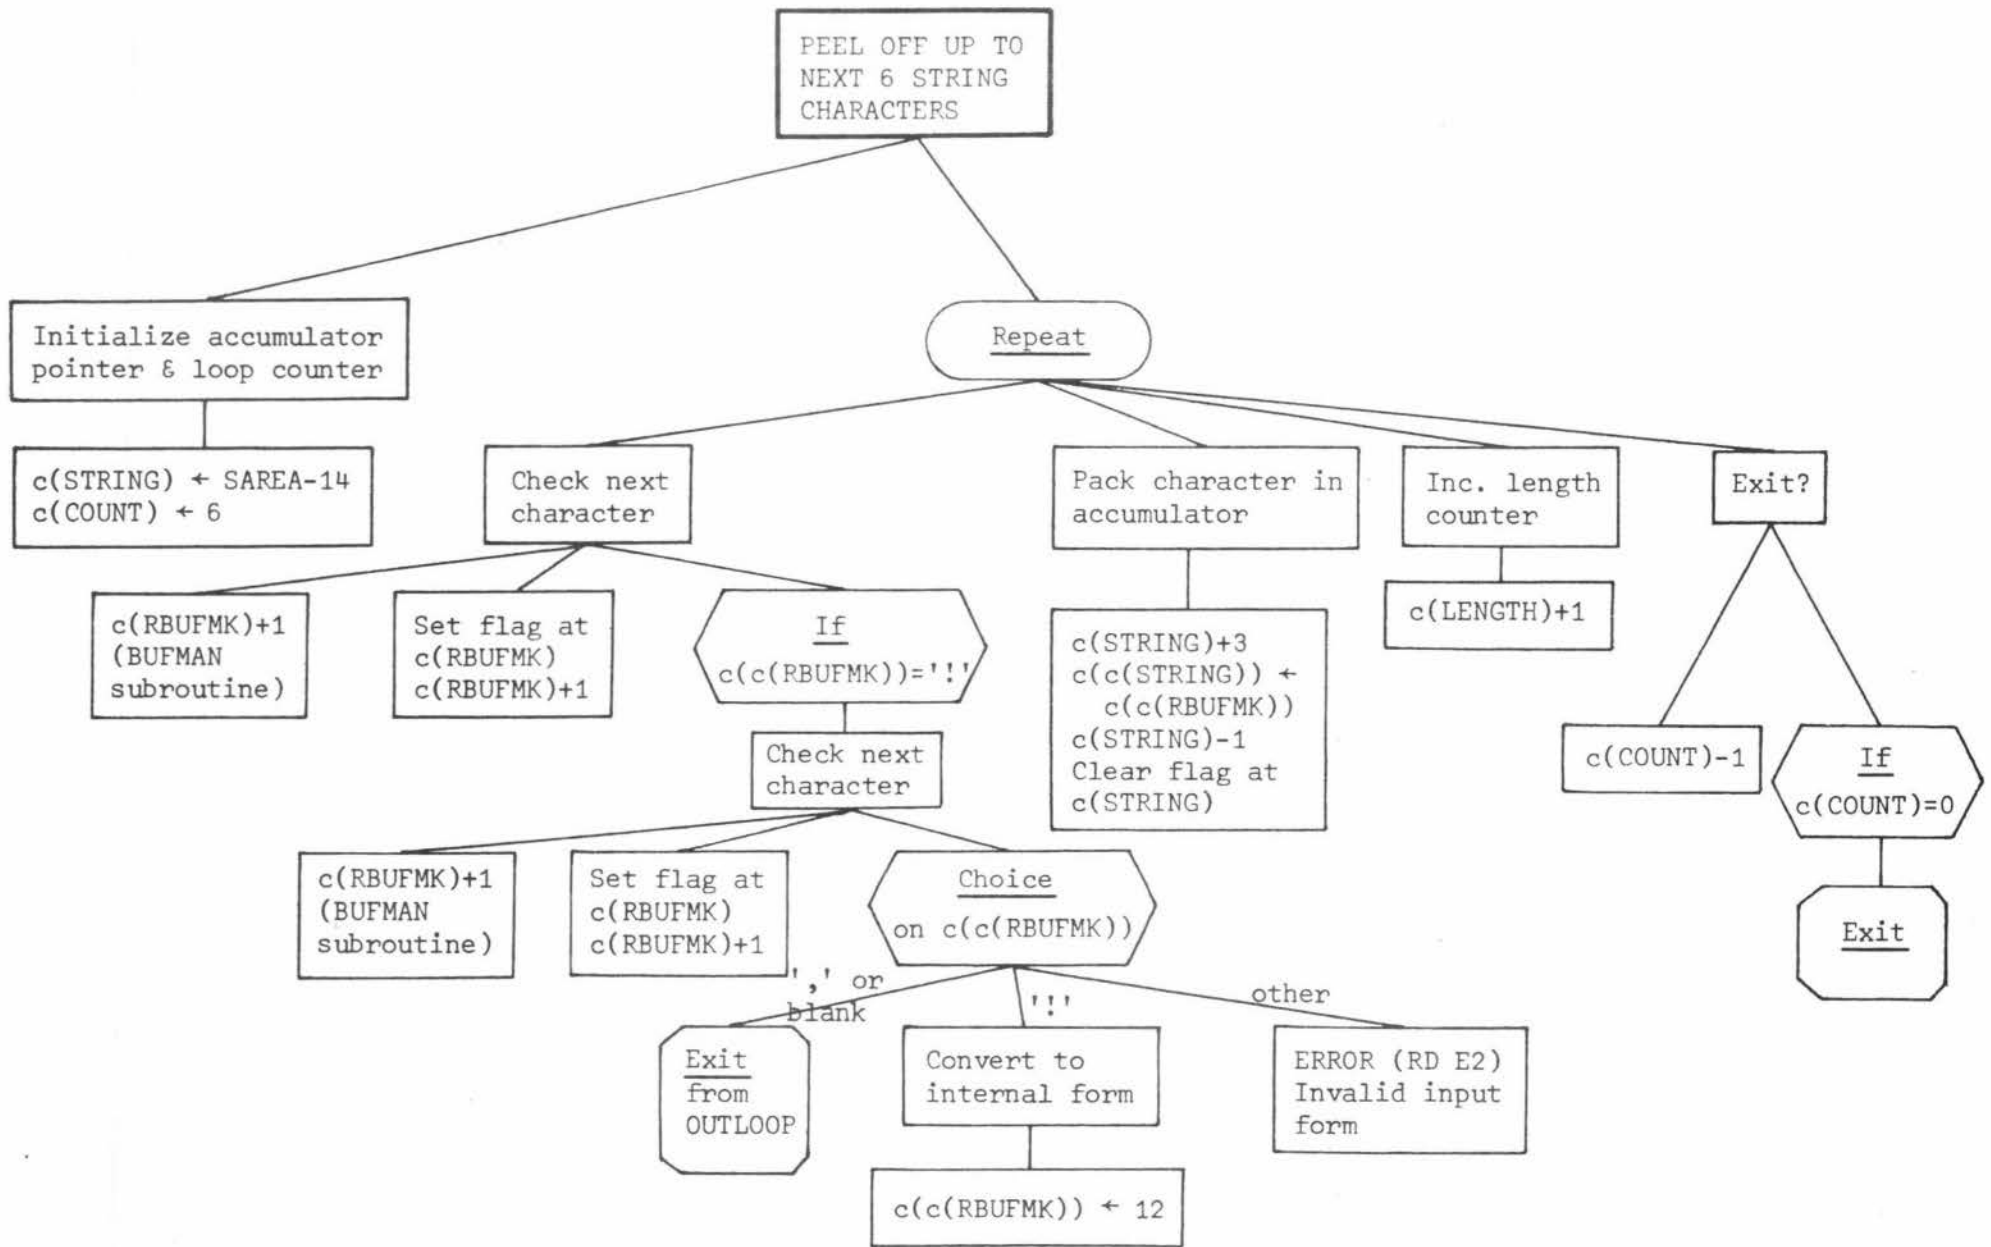 PEEL OFF UP TO
NEXT 6 STRING
CHARACTERS
Initialize accumulator
pointer & loop counter
c(STRING) ← SAREA-14
c(COUNT) ← 6
Repeat
Check next
character
c(RBUFMK)+1
(BUFMAN
subroutine)
Set flag at
c(RBUFMK)
c(RBUFMK)+1
If
c(c(RBUFMK))='!'
Check next
character
c(RBUFMK)+1
(BUFMAN
subroutine)
Set flag at
c(RBUFMK)
c(RBUFMK)+1
Choice
on c(c(RBUFMK))
',' or
blank
Exit
from
OUTLOOP
'!'
Convert to
internal form
c(c(RBUFMK)) ← 12
other
ERROR (RD E2)
Invalid input
form
Pack character in
accumulator
c(STRING)+3
c(c(STRING)) ←
c(c(RBUFMK))
c(STRING)-1
Clear flag at
c(STRING)
Inc. length
counter
c(LENGTH)+1
Exit?
c(COUNT)-1
If
c(COUNT)=0
Exit